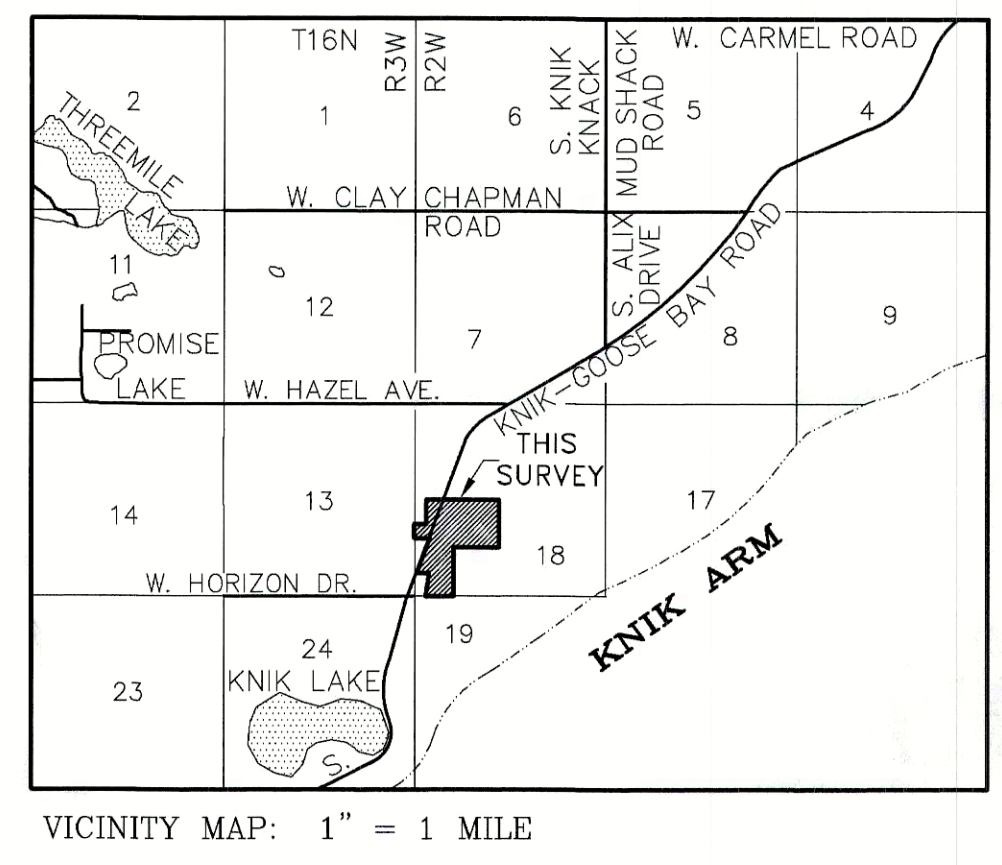 T16N
R3W
R2W
W. CARMEL ROAD
2
1
6
5
4
S. KNIK
KNACK
MUD SHACK
ROAD
THREEMILE
LAKE
W. CLAY CHAPMAN
ROAD
S. ALIX
DRIVE
11
12
7
8
9
PROMISE
LAKE
W. HAZEL AVE.
KNIK-GOOSE BAY ROAD
THIS
SURVEY
14
13
18
17
W. HORIZON DR.
KNIK ARM
23
24
19
KNIK LAKE
S.
VICINITY MAP: 1" = 1 MILE